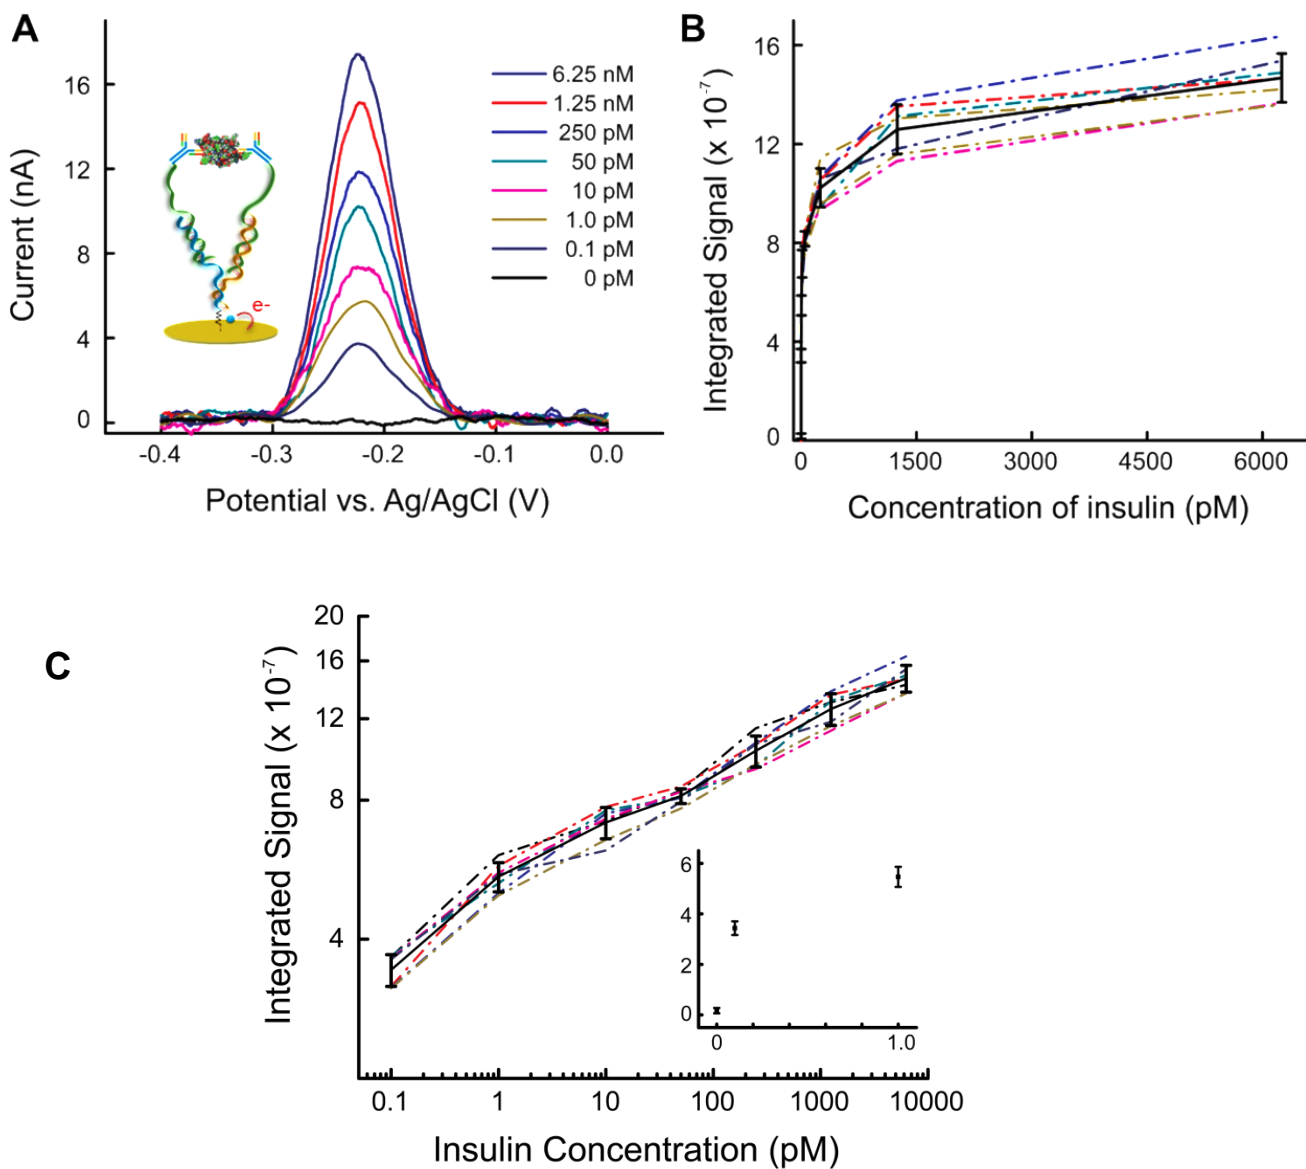 A
Current (nA)
16
12
8
4
0
-0.4
-0.3
-0.2
-0.1
0.0
Potential vs. Ag/AgCl (V)
6.25 nM
1.25 nM
250 pM
50 pM
10 pM
1.0 pM
0.1 pM
0 pM
e-
B
Integrated Signal (x 10⁻⁷)
16
12
8
4
0
0
1500
3000
4500
6000
Concentration of insulin (pM)
C
Integrated Signal (x 10⁻⁷)
20
16
12
8
4
0.1
1
10
100
1000
10000
Insulin Concentration (pM)
6
4
2
0
0
1.0